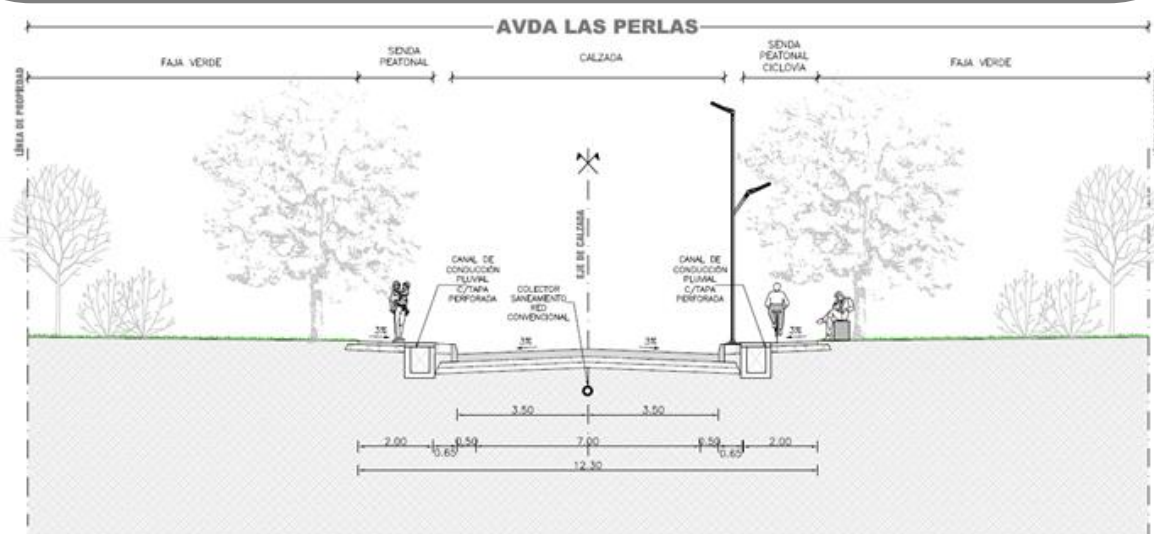 AVDA LAS PERLAS
FAJA VERDE
SENDA
PEATONAL
CALZADA
SENDA
PEATONAL
CICLOVÍA
FAJA VERDE
LÍNEA DE PROPIEDAD
EJE DE CALZADA
CANAL DE
CONDUCCIÓN
PLUVIAL
C/TAPA
PERFORADA
COLECTOR
SANEAMIENTO
RED
CONVENCIONAL
CANAL DE
CONDUCCIÓN
PLUVIAL
C/TAPA
PERFORADA
3%
3%
3%
3%
3.50
3.50
2.00
0.65
0.50
7.00
0.50
0.65
2.00
12.30